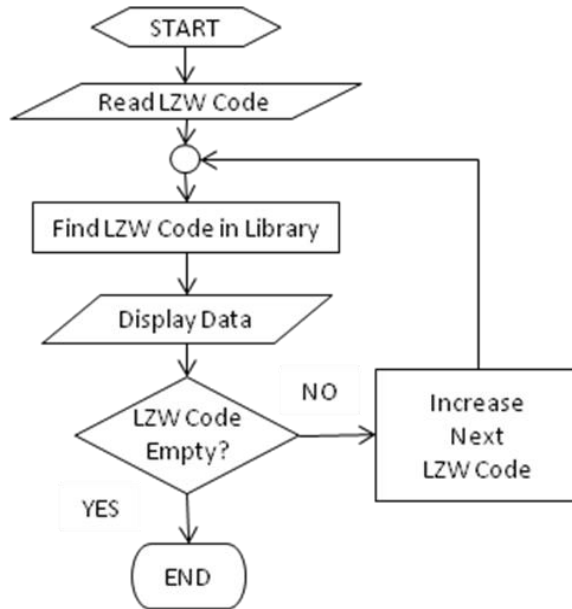 START
Read LZW Code
Find LZW Code in Library
Display Data
LZW Code
Empty?
NO
Increase
Next
LZW Code
YES
END